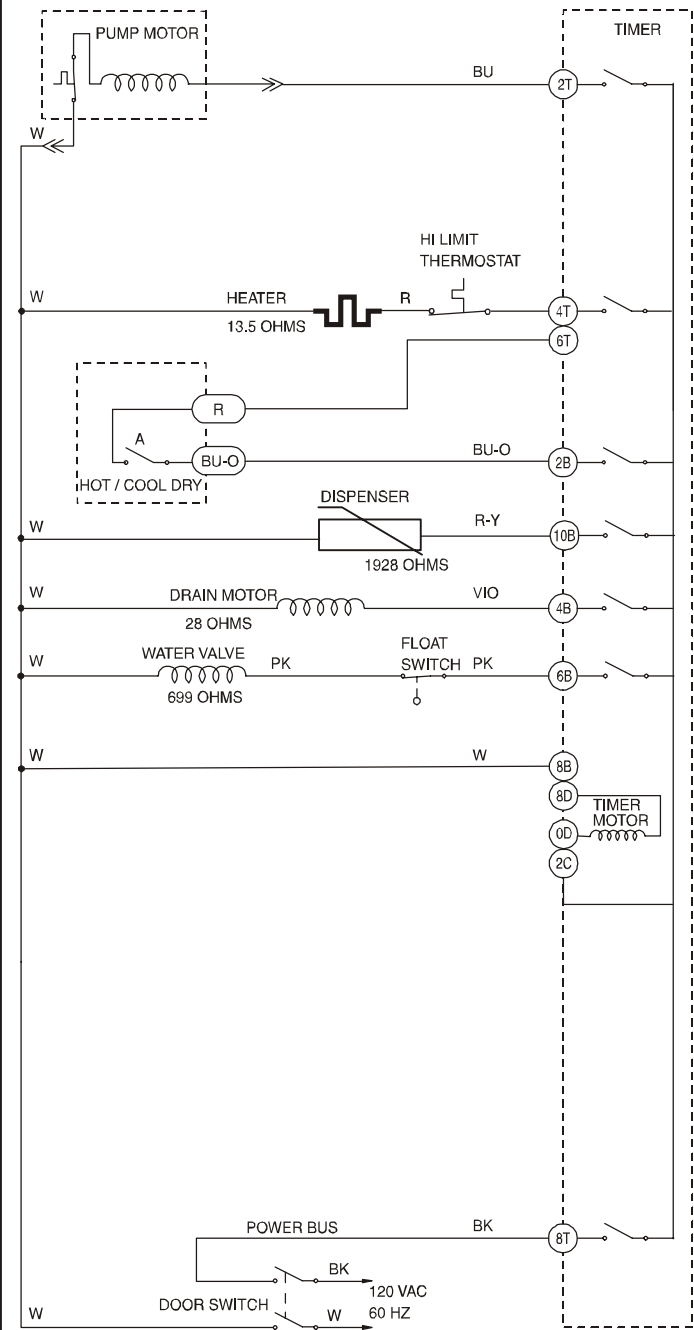 PUMP MOTOR
TIMER
BU
2T
W
HI LIMIT
THERMOSTAT
W
HEATER
R
4T
13.5 OHMS
6T
R
A
BU-O
BU-O
2B
HOT / COOL DRY
DISPENSER
W
R-Y
10B
1928 OHMS
W
DRAIN MOTOR
VIO
4B
28 OHMS
WATER VALVE
FLOAT
SWITCH
W
PK
PK
6B
699 OHMS
W
W
8B
8D
TIMER
MOTOR
0D
2C
POWER BUS
BK
8T
BK
120 VAC
60 HZ
DOOR SWITCH
W
W